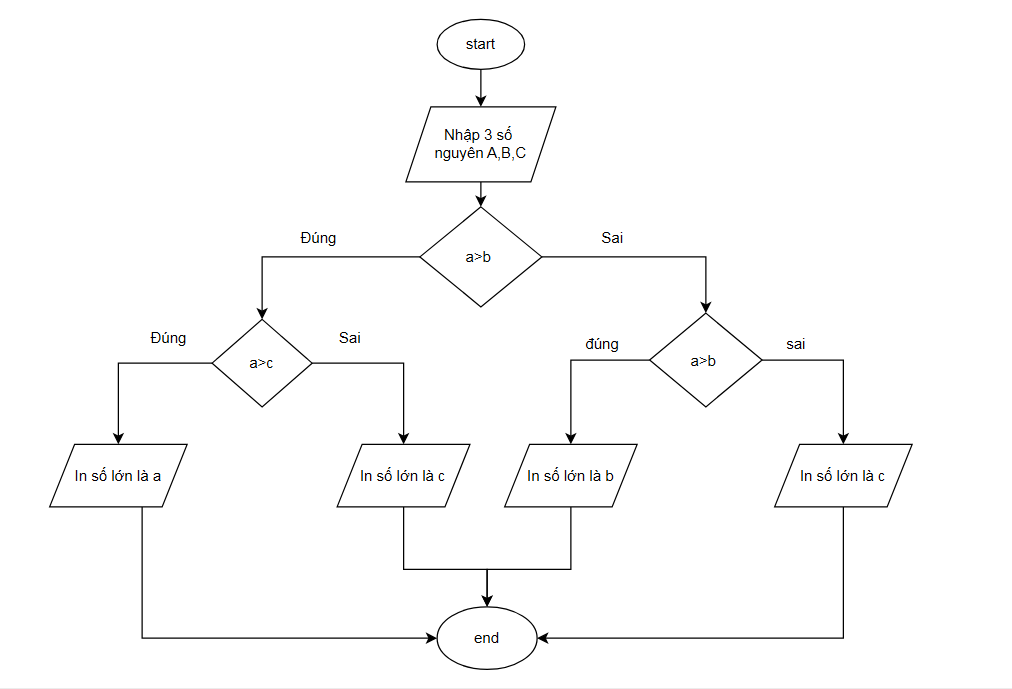 start
Nhập 3 số
nguyên A,B,C
Đúng
a>b
Sai
Đúng
a>c
Sai
đúng
a>b
sai
In số lớn là a
In số lớn là c
In số lớn là b
In số lớn là c
end